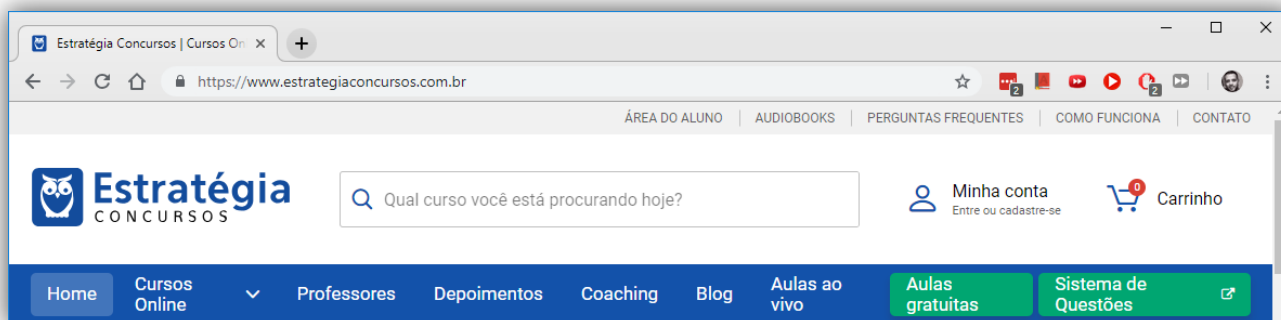 Estratégia Concursos | Cursos On
https://www.estrategiaconcursos.com.br
2
2
ÁREA DO ALUNO | AUDIOBOOKS | PERGUNTAS FREQUENTES | COMO FUNCIONA | CONTATO
Estratégia
CONCURSOS
Qual curso você está procurando hoje?
Minha conta
Entre ou cadastre-se
0
Carrinho
Home
Cursos
Online
Professores
Depoimentos
Coaching
Blog
Aulas ao
vivo
Aulas
gratuitas
Sistema de
Questões